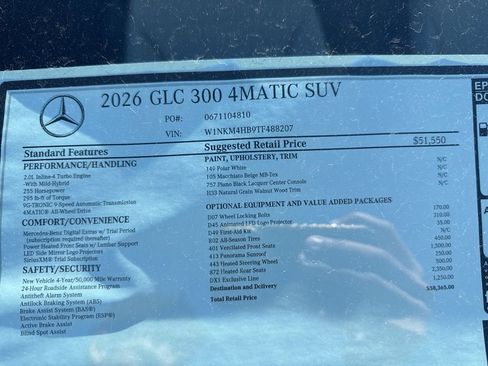 2026 GLC 300 4MATIC SUV
PO#: 0671104810
VIN: W1NKM4HB9TF488207
Standard Features
PERFORMANCE/HANDLING
2.0L Inline-4 Turbo Engine
-With Mild-Hybrid
255 Horsepower
295 lb-ft of Torque
9G-TRONIC 9-Speed Automatic Transmission
4MATIC® All-Wheel Drive
COMFORT/CONVENIENCE
Mercedes-Benz Digital Extras w/ Trial Period
(subscription required thereafter)
Power Heated Front Seats w/ Lumbar Support
LED Side Mirror Logo Projectors
SiriusXM® Trial Subscription
SAFETY/SECURITY
New Vehicle 4-Year/50,000 Mile Warranty
24-Hour Roadside Assistance Program
Antitheft Alarm System
Antilock Braking System (ABS)
Brake Assist System (BAS®)
Electronic Stability Program (ESP®)
Active Brake Assist
Blind Spot Assist
Suggested Retail Price $51,550
PAINT, UPHOLSTERY, TRIM
149 Polar White N/C
105 Macchiato Beige MB-Tex N/C
757 Piano Black Lacquer Center Console N/C
H33 Natural Grain Walnut Wood Trim N/C
OPTIONAL EQUIPMENT AND VALUE ADDED PACKAGES
D07 Wheel Locking Bolts 170.00
D45 Animated LED Logo Projector 310.00
D49 First-Aid Kit 35.00
R02 All-Season Tires N/C
401 Ventilated Front Seats 450.00
413 Panorama Sunroof
443 Heated Steering Wheel 250.00
872 Heated Rear Seats
DX1 Exclusive Line 2,350.00
Destination and Delivery 1,250.00
Total Retail Price $58,365.00
EP
DO